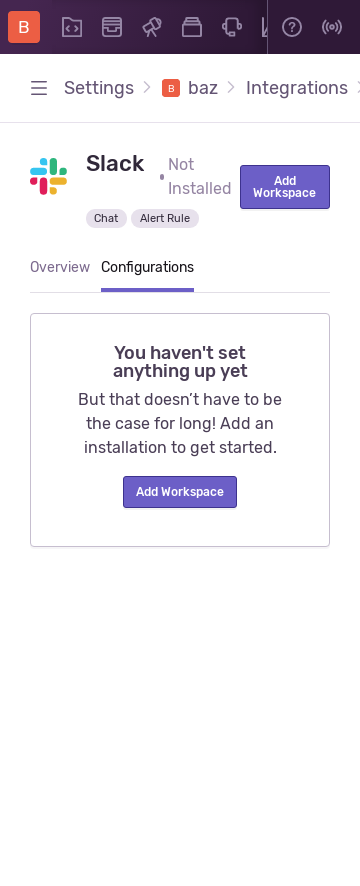 B
Settings
B baz
Integrations
Slack
Not
Installed
Add
Workspace
Chat
Alert Rule
Overview
Configurations
You haven't set
anything up yet
But that doesn’t have to be
the case for long! Add an
installation to get started.
Add Workspace